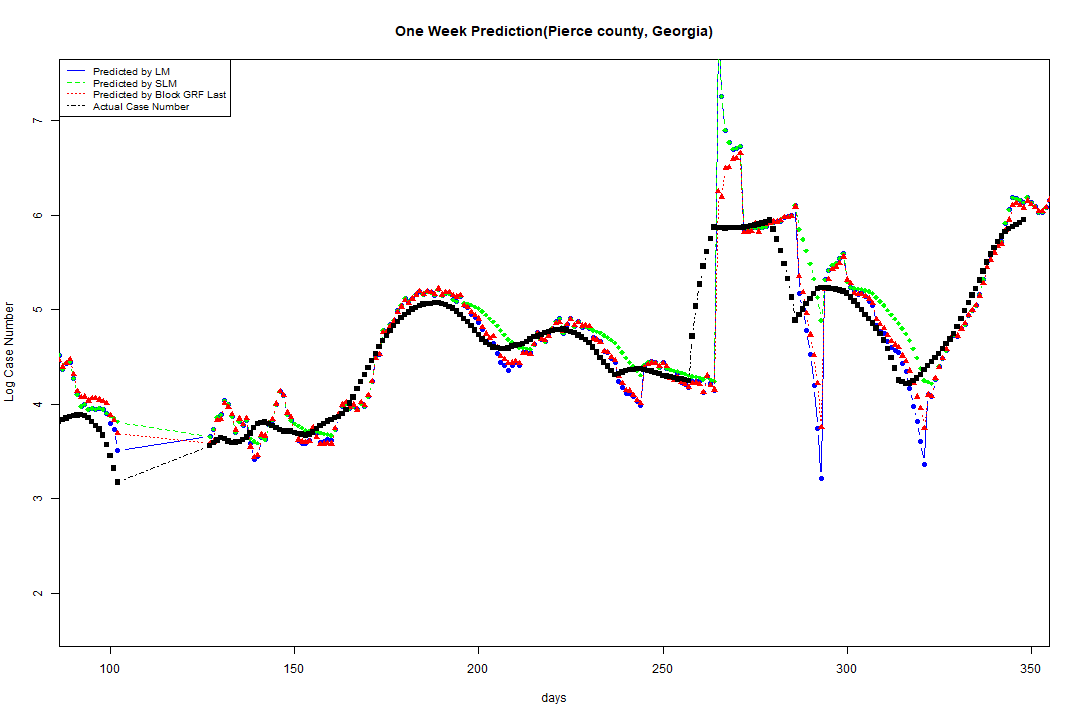 One Week Prediction(Pierce county, Georgia)
Predicted by LM
Predicted by SLM
Predicted by Block GRF Last
Actual Case Number
7
6
5
4
3
2
Log Case Number
100 150 200 250 300 350
days